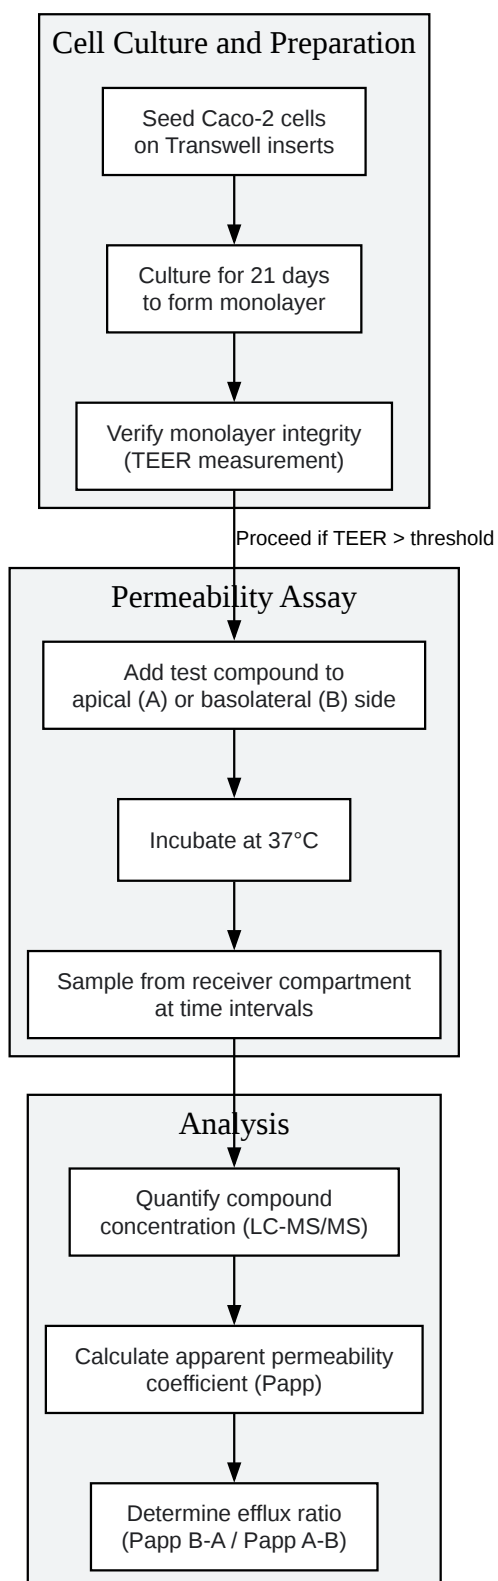 Cell Culture and Preparation
Seed Caco-2 cells
on Transwell inserts
Culture for 21 days
to form monolayer
Verify monolayer integrity
(TEER measurement)
Proceed if TEER > threshold
Permeability Assay
Add test compound to
apical (A) or basolateral (B) side
Incubate at 37°C
Sample from receiver compartment
at time intervals
Analysis
Quantify compound
concentration (LC-MS/MS)
Calculate apparent permeability
coefficient (Papp)
Determine efflux ratio
(Papp B-A / Papp A-B)